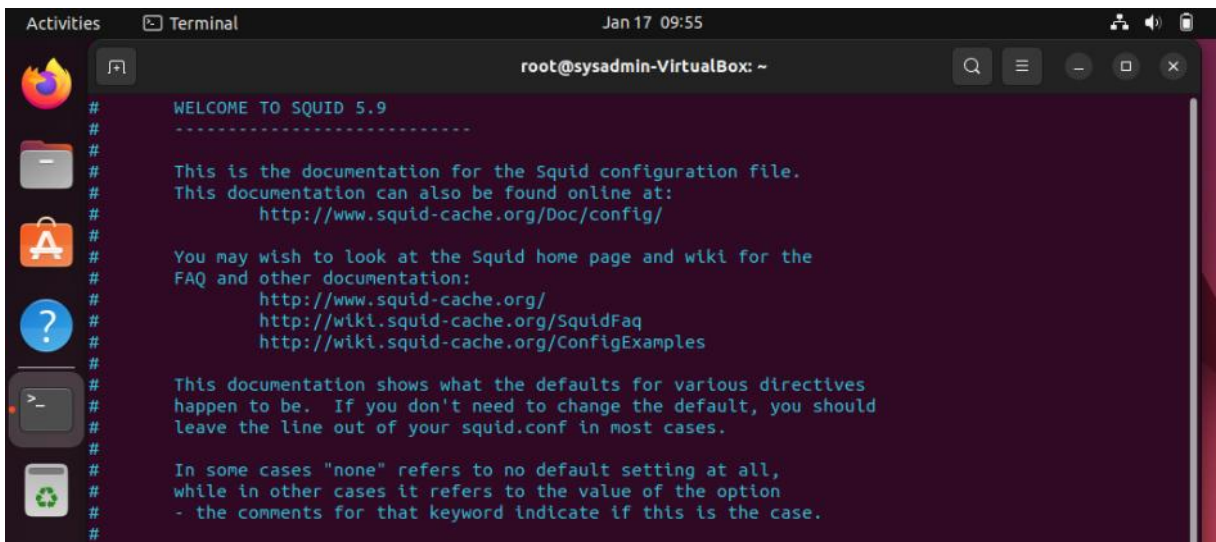 Activities Terminal Jan 17 09:55
root@sysadmin-VirtualBox: ~
# WELCOME TO SQUID 5.9
# ----------------------------
#
# This is the documentation for the Squid configuration file.
# This documentation can also be found online at:
# http://www.squid-cache.org/Doc/config/
#
# You may wish to look at the Squid home page and wiki for the
# FAQ and other documentation:
# http://www.squid-cache.org/
# http://wiki.squid-cache.org/SquidFaq
# http://wiki.squid-cache.org/ConfigExamples
#
# This documentation shows what the defaults for various directives
# happen to be.  If you don't need to change the default, you should
# leave the line out of your squid.conf in most cases.
#
# In some cases "none" refers to no default setting at all,
# while in other cases it refers to the value of the option
# - the comments for that keyword indicate if this is the case.
#